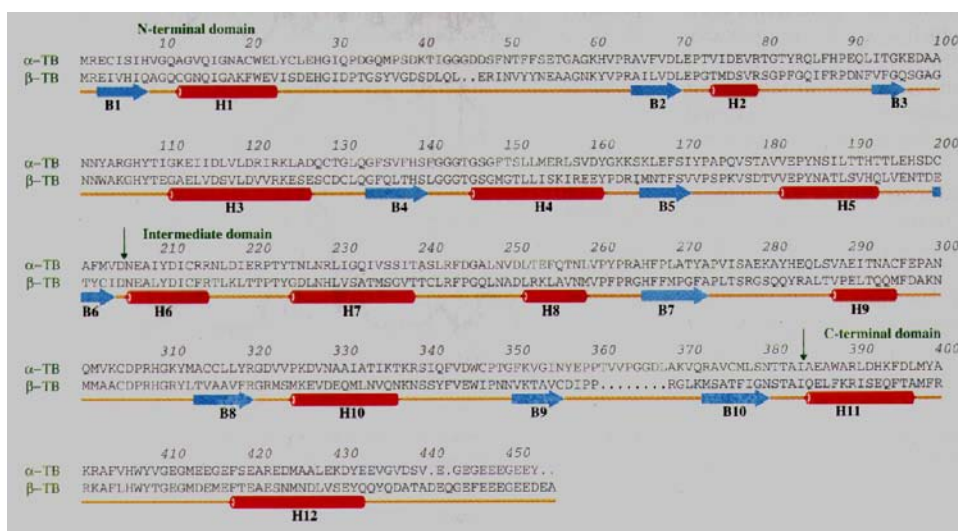 N-terminal domain
10 20 30 40 50 60 70 80 90 100
α-TB MRECISIHVGQAGVQIGNACWELYCLEHGIQPDGQMPSDKTIGGGDDSFNTFFSETGAGKHVPRAVFVDLEPTVIDEVRTGTYRQLFHPEQLITGKEDAA
β-TB MREIVHIQAGQCGNQIGAKFWEVISDEHGIDPTGSYVGDSDLQL..ERINVYYNEAAGNKYVPRAILVDLEPGTMDSVRSGPFGQIFRPDNFVFGQSGAG
B1 H1 B2 H2 B3
110 120 130 140 150 160 170 180 190 200
α-TB NNYARGHYTIGKEIIDLVLDRIRKLADQCTGLQGFSVFHSFGGGTGSGFTSLLMERLSVDYGKKSKLEFSIYPAPQVSTAVVEPYNSILTTHTTLEHSDC
β-TB NNWAKGHYTEGAELVDSVLDVVRKESESCDCLQGFQLTHSLGGGTGSGMGTLLISKIREEYPDRIMNTFSVVPSPKVSDTVVEPYNATLSVHQLVENTDE
H3 B4 H4 B5 H5
Intermediate domain
210 220 230 240 250 260 270 280 290 300
α-TB AFMVDNEAIYDICRRNLDIERPTYTNLNRLIGQIVSSITASLRFDGALNVDLTEFQTNLVPYPRAHFPLATYAPVISAEKAYHEQLSVAEITNACFEPAN
β-TB TYCIDNEALYDICFRTLKLTTPTYGDLNHLVSATMSGVTTCLRFPGQLNADLRKLAVNMVPFPRGHFFMPGFAPLTSRGSQQYRALTVPELTQQMFDAKN
B6 H6 H7 H8 B7 H9
C-terminal domain
310 320 330 340 350 360 370 380 390 400
α-TB QMVKCDPRHGKYMACCLLYRGDVVPKDVNAAIATIKTKRSIQFVDWCPTGFKVGINYEPPTVVPGGDLAKVQRAVCMLSNTTAIAEAWARLDHKFDLMYA
β-TB MMAACDPRHGRYLTVAAVFRGRMSMKEVDEQMLNVQNKNSSYFVEWIPNNVKTAVCDIPP........RGLKMSATFIGNSTAIQELFKRISEQFTAMFR
B8 H10 B9 B10 H11
410 420 430 440 450
α-TB KRAFVHWYVGEGMEEGEFSEAREDMAALEKDYEEVGVDSV.E.GEGEEEGEEY..
β-TB RKAFLHWYTGEGMDEMEFTEAESNMNDLVSEYQQYQDATADEQGEFEEEGEEDEA
H12